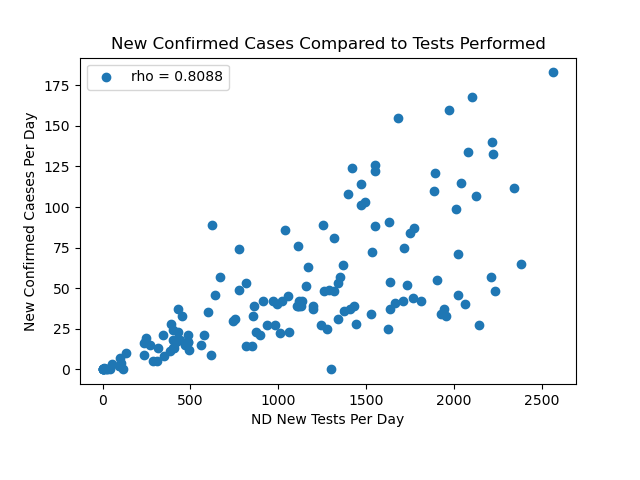 New Confirmed Cases Compared to Tests Performed
rho = 0.8088
175
150
125
100
75
50
25
0
New Confirmed Caeses Per Day
0 500 1000 1500 2000 2500
ND New Tests Per Day